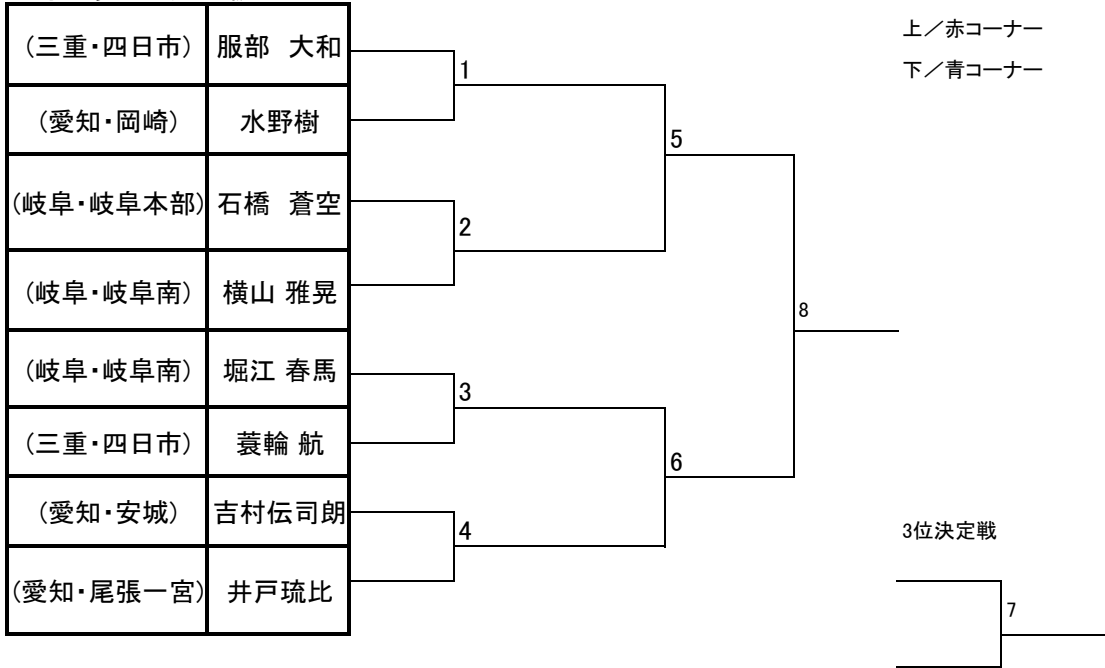 (三重・四日市) 服部 大和
(愛知・岡崎) 水野樹
(岐阜・岐阜本部) 石橋 蒼空
(岐阜・岐阜南) 横山 雅晃
(岐阜・岐阜南) 堀江 春馬
(三重・四日市) 蓑輪 航
(愛知・安城) 吉村伝司朗
(愛知・尾張一宮) 井戸琉比
1
2
3
4
5
6
8
上／赤コーナー
下／青コーナー
3位決定戦
7